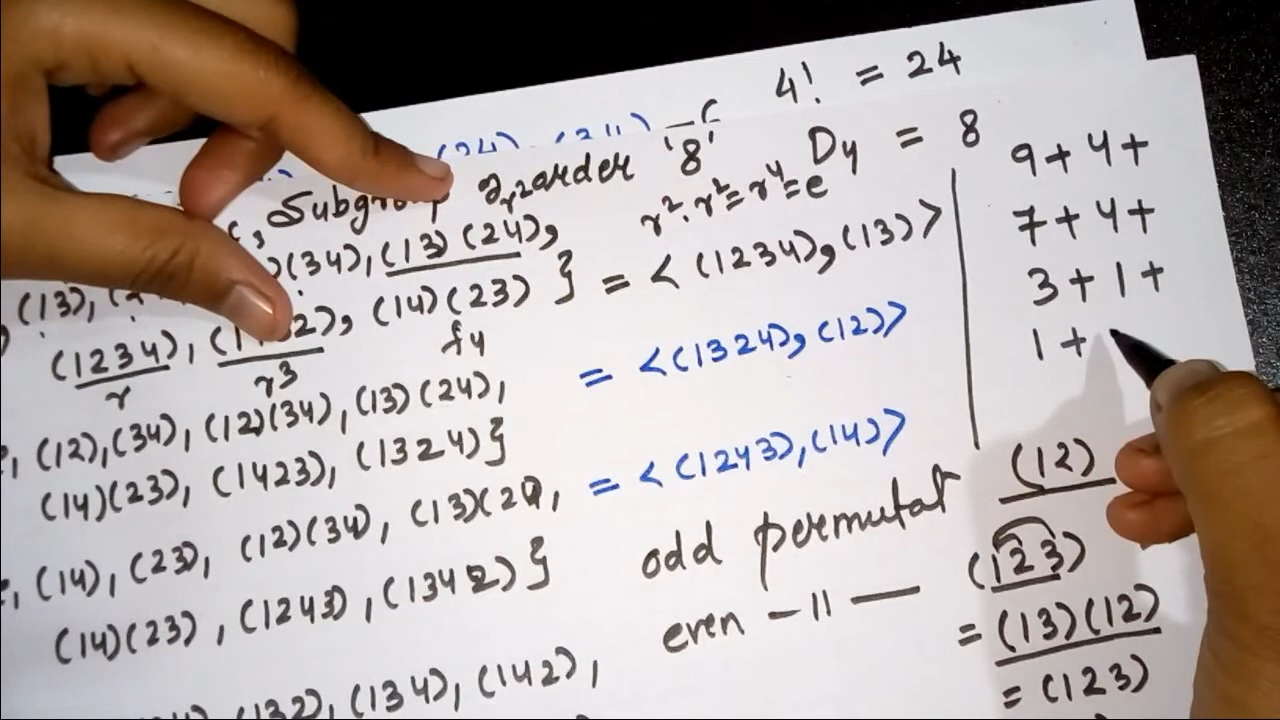 4! = 24
D4 = 8
Subgroup order '8'
r². r² = r⁴ = e
(34), (13)(24),
(13),
(1234), (14)(23) } = <(1234), (13)>
r r3
= <(1324), (12)>
, (12), (34), (12)(34), (13)(24),
(14)(23), (1423), (1324)}
= <(1243), (14)>
, (14), (23), (12)(34), (13)(24),
(14)(23), (1243), (1342)}
(132), (134), (142),
odd permutat (12)
even -11 — (123)
= (13)(12)
= (123)
9 + 4 +
7 + 4 +
3 + 1 +
1 +